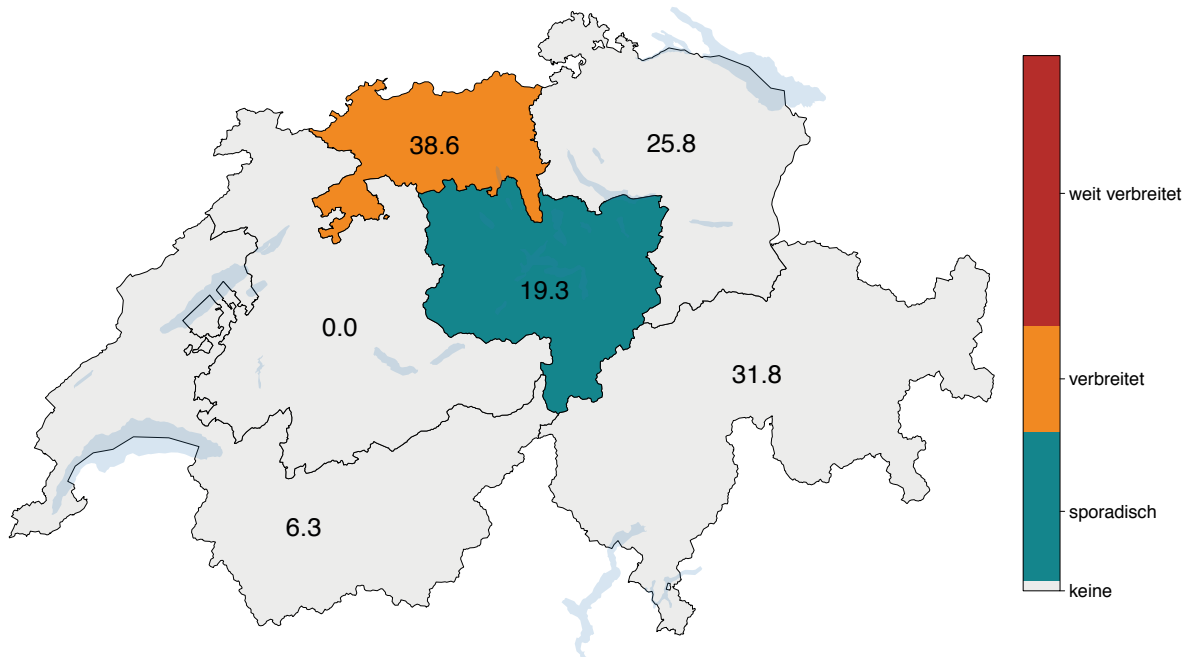 38.6
25.8
19.3
0.0
31.8
6.3
weit verbreitet
verbreitet
sporadisch
keine